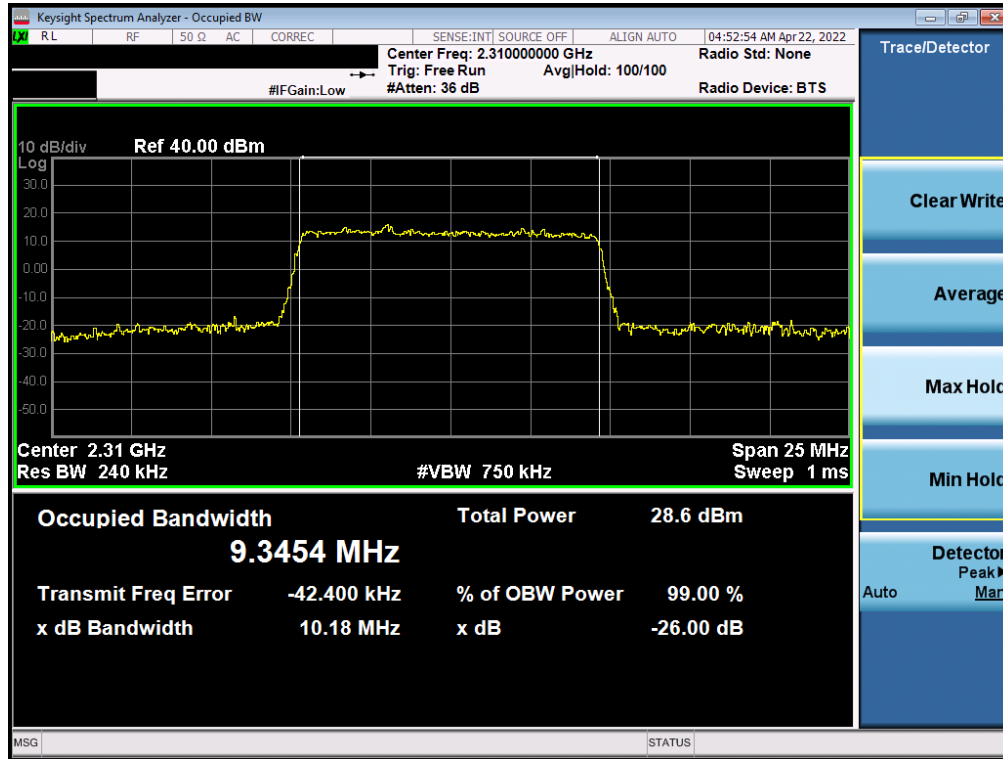 Keysight Spectrum Analyzer - Occupied BW
LXI RL RF 50 Ω AC CORREC SENSE:INT SOURCE OFF ALIGN AUTO 04:52:54 AM Apr 22, 2022
Center Freq: 2.310000000 GHz Radio Std: None
Trig: Free Run Avg|Hold: 100/100
#IFGain:Low #Atten: 36 dB Radio Device: BTS
Trace/Detector
10 dB/div Ref 40.00 dBm
Log
30.0
20.0
10.0
0.00
-10.0
-20.0
-30.0
-40.0
-50.0
Center 2.31 GHz Span 25 MHz
Res BW 240 kHz #VBW 750 kHz Sweep 1 ms
Occupied Bandwidth Total Power 28.6 dBm
9.3454 MHz
Transmit Freq Error -42.400 kHz % of OBW Power 99.00 %
x dB Bandwidth 10.18 MHz x dB -26.00 dB
Clear Write
Average
Max Hold
Min Hold
Detector
Peak▶
Auto Man
MSG STATUS